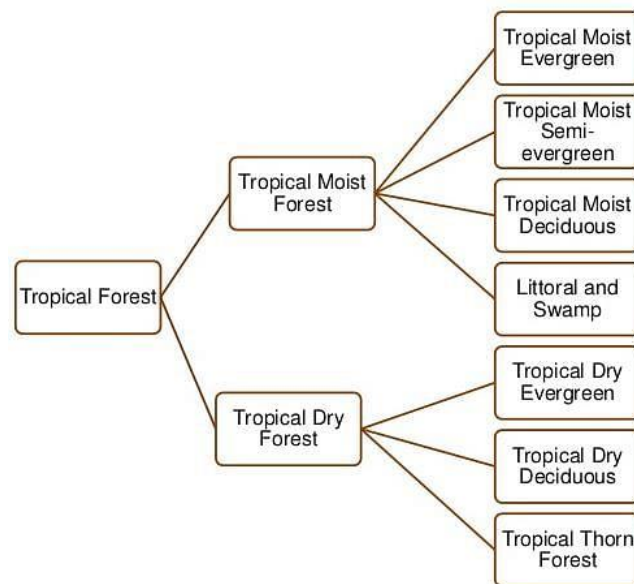 Tropical Forest
Tropical Moist
Forest
Tropical Dry
Forest
Tropical Moist
Evergreen
Tropical Moist
Semi-
evergreen
Tropical Moist
Deciduous
Littoral and
Swamp
Tropical Dry
Evergreen
Tropical Dry
Deciduous
Tropical Thorn
Forest